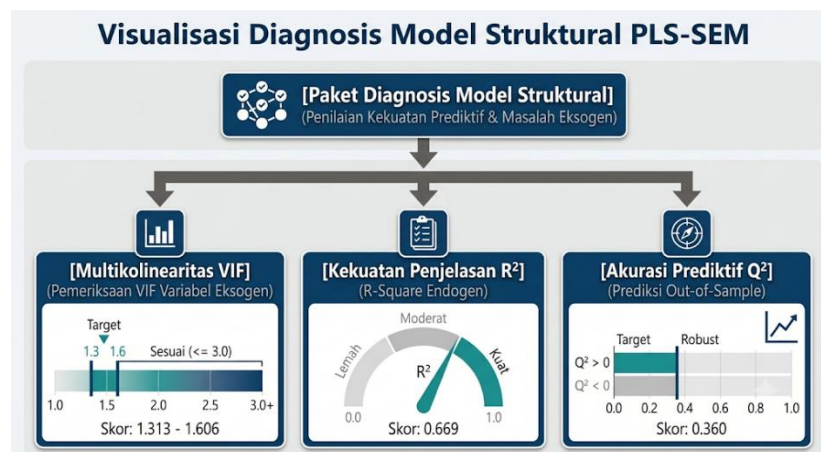 Visualisasi Diagnosis Model Struktural PLS-SEM
[Paket Diagnosis Model Struktural]
(Penilaian Kekuatan Prediktif & Masalah Eksogen)
[Multikolinearitas VIF]
(Pemeriksaan VIF Variabel Eksogen)
Target
1.3 1.6 Sesuai (<= 3.0)
1.0 1.5 2.0 2.5 3.0+
Skor: 1.313 - 1.606
[Kekuatan Penjelasan R²]
(R-Square Endogen)
Moderat
Lemah
Kuat
R²
0.0 1.0
Skor: 0.669
[Akurasi Prediktif Q²]
(Prediksi Out-of-Sample)
Target Robust
Q² > 0
Q² < 0
0.0 0.2 0.4 0.6 0.8 1.0
Skor: 0.360